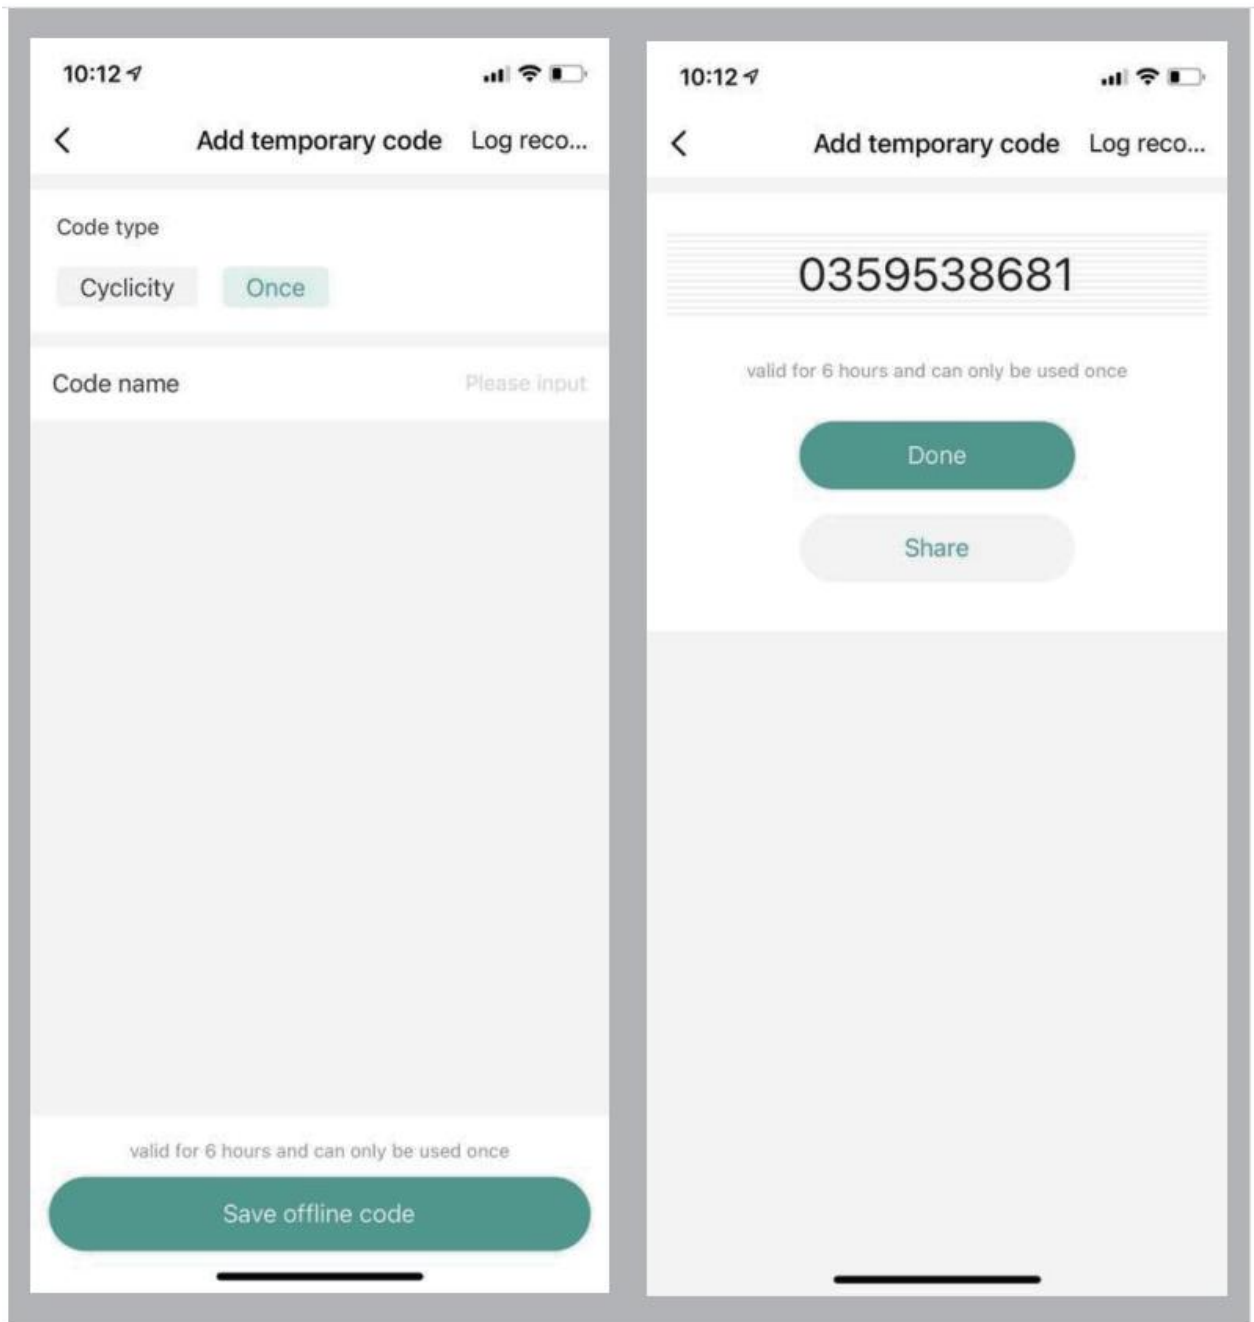 10:12
Add temporary code Log reco...
Code type
Cyclicity Once
Code name Please input
valid for 6 hours and can only be used once
Save offline code
10:12
Add temporary code Log reco...
0359538681
valid for 6 hours and can only be used once
Done
Share